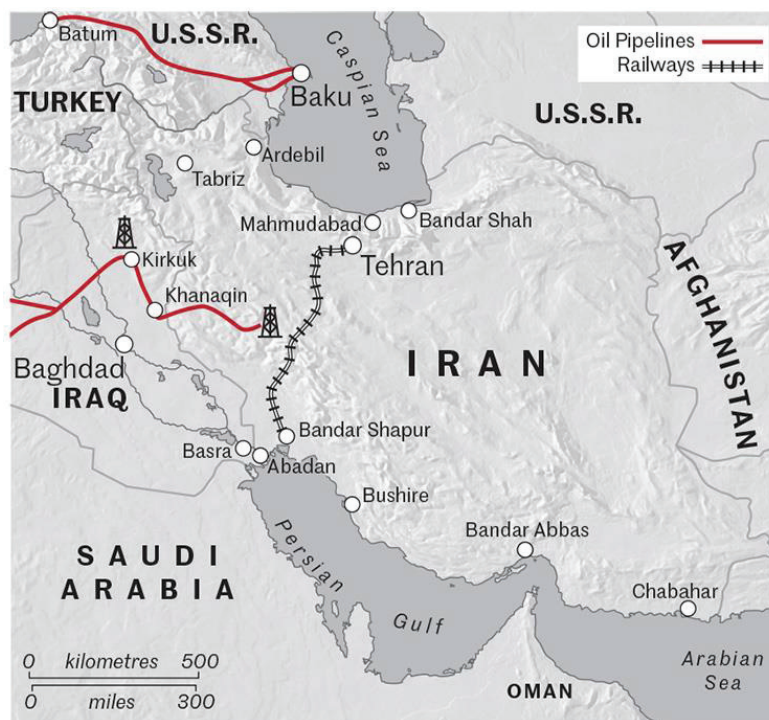 Batum
U.S.S.R.
Oil Pipelines
Railways
Caspian Sea
Baku
TURKEY
U.S.S.R.
Ardebil
Tabriz
Mahmudabad
Bandar Shah
Tehran
Kirkuk
Khanaqin
AFGHANISTAN
IRAN
Baghdad
IRAQ
Bandar Shapur
Basra
Abadan
Bushire
Persian
Gulf
Bandar Abbas
SAUDI
ARABIA
Chabahar
0 kilometres 500
0 miles 300
OMAN
Arabian
Sea